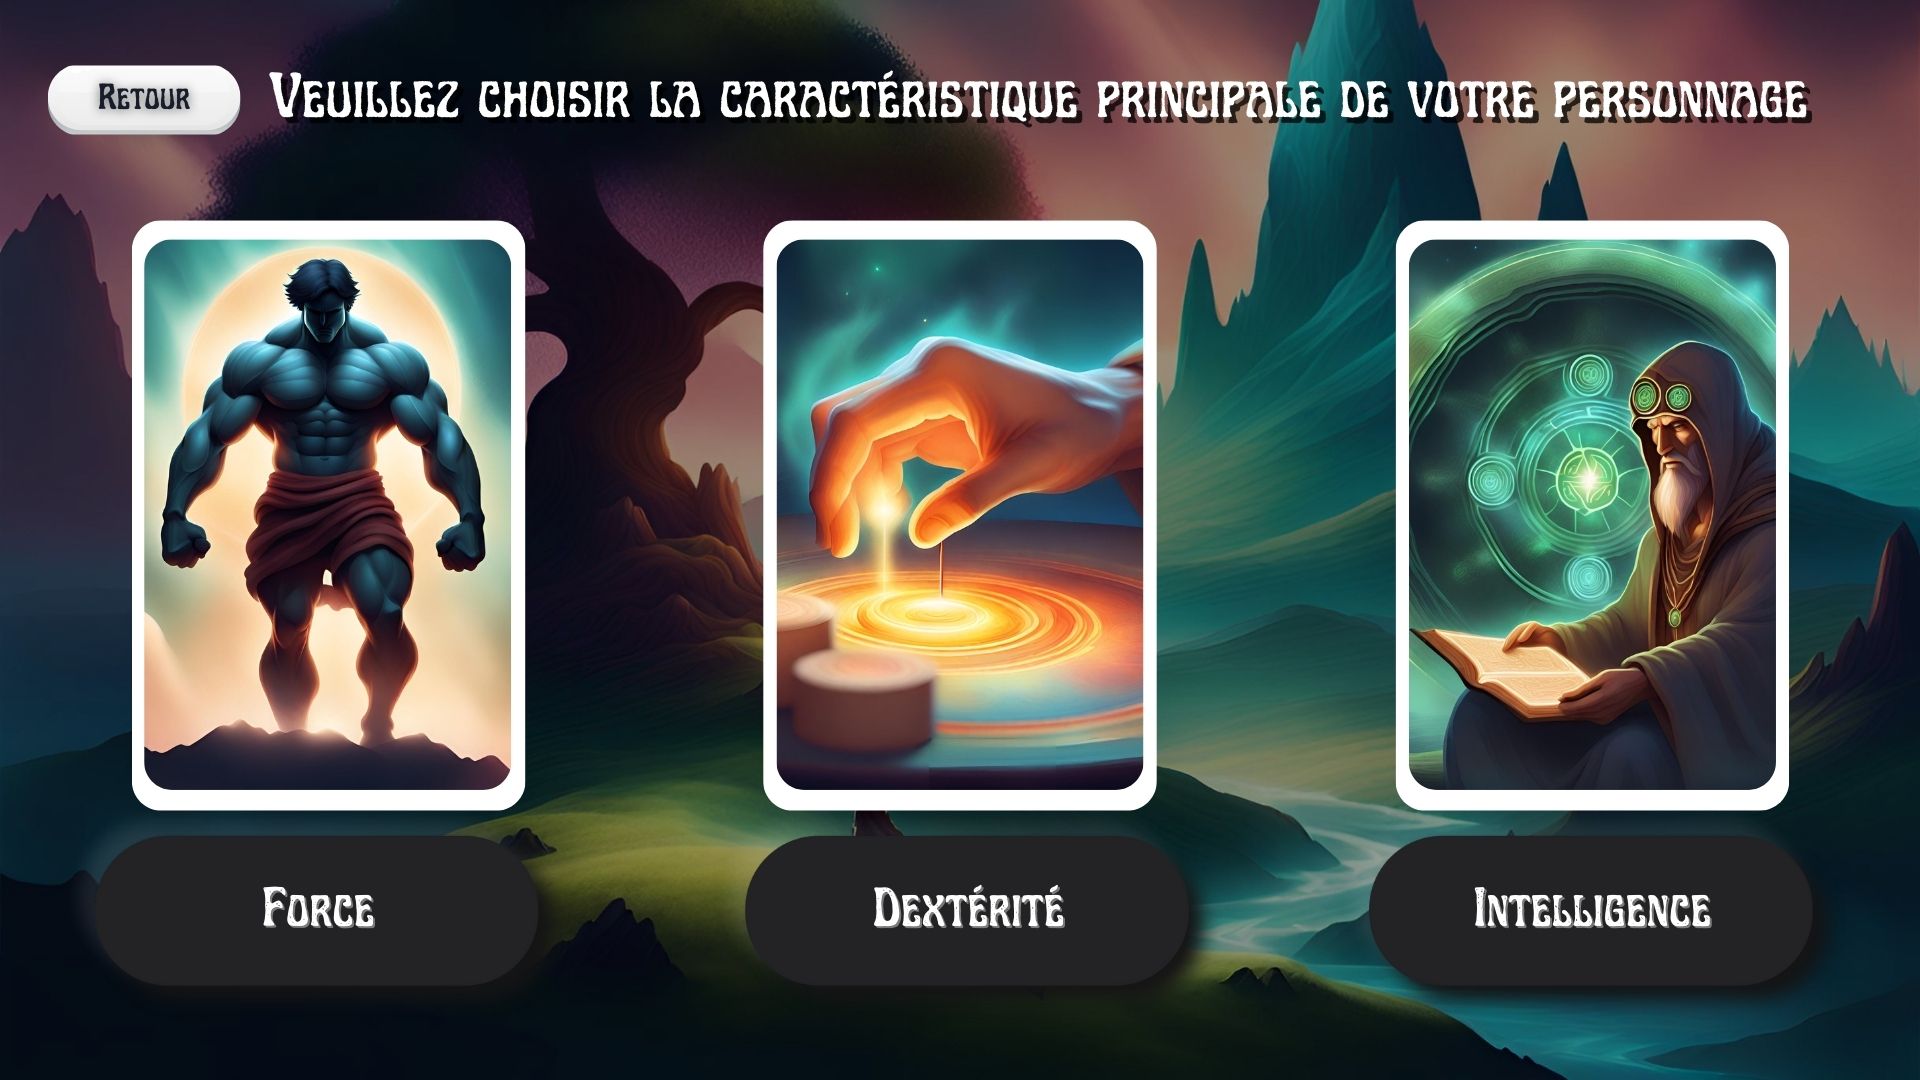 Retour
Veuillez choisir la caractéristique principale de votre personnage
Force
Dextérité
Intelligence